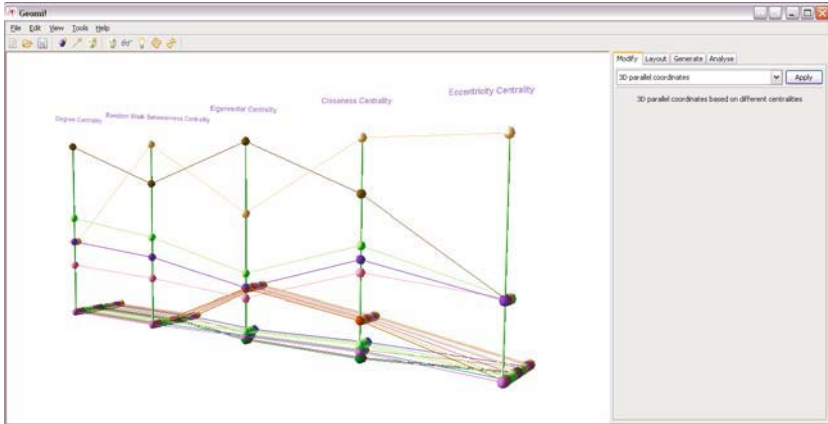 Geomi!
File Edit View Tools Help
Modify Layout Generate Analyse
3D parallel coordinates Apply
3D parallel coordinates based on different centralities
Degree Centrality
Random Walk Betweenness Centrality
Eigenvector Centrality
Closeness Centrality
Eccentricity Centrality